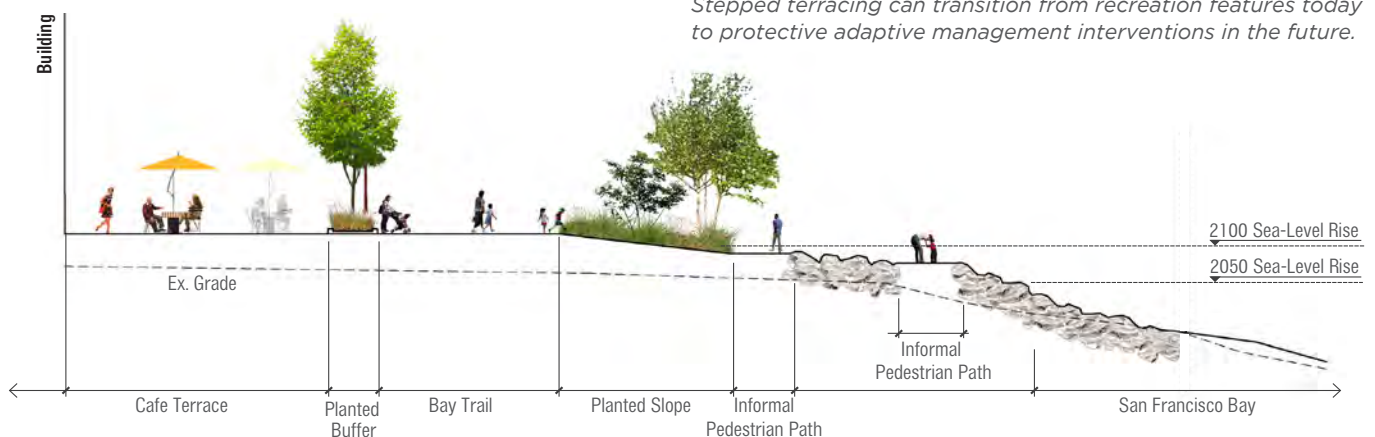 Stepped terracing can transition from recreation features today
to protective adaptive management interventions in the future.
Building
2100 Sea-Level Rise
2050 Sea-Level Rise
Ex. Grade
Informal
Pedestrian Path
Cafe Terrace
Planted
Buffer
Bay Trail
Planted Slope
Informal
Pedestrian Path
San Francisco Bay